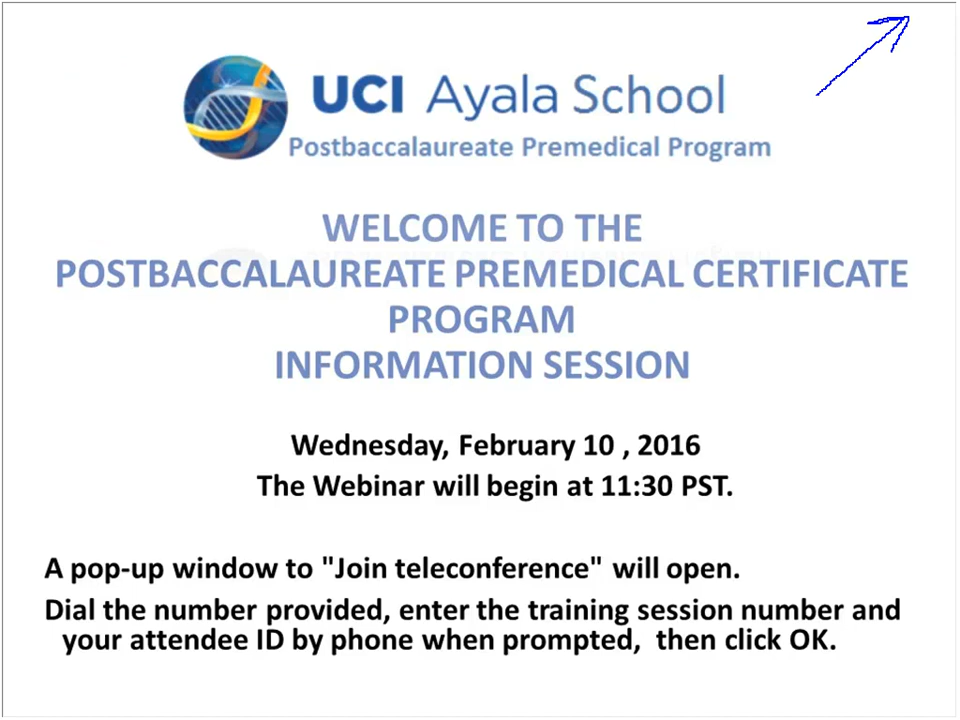 UCI Ayala School
Postbaccalaureate Premedical Program
WELCOME TO THE
POSTBACCALAUREATE PREMEDICAL CERTIFICATE
PROGRAM
INFORMATION SESSION
Wednesday, February 10 , 2016
The Webinar will begin at 11:30 PST.
A pop-up window to "Join teleconference" will open.
Dial the number provided, enter the training session number and
your attendee ID by phone when prompted, then click OK.